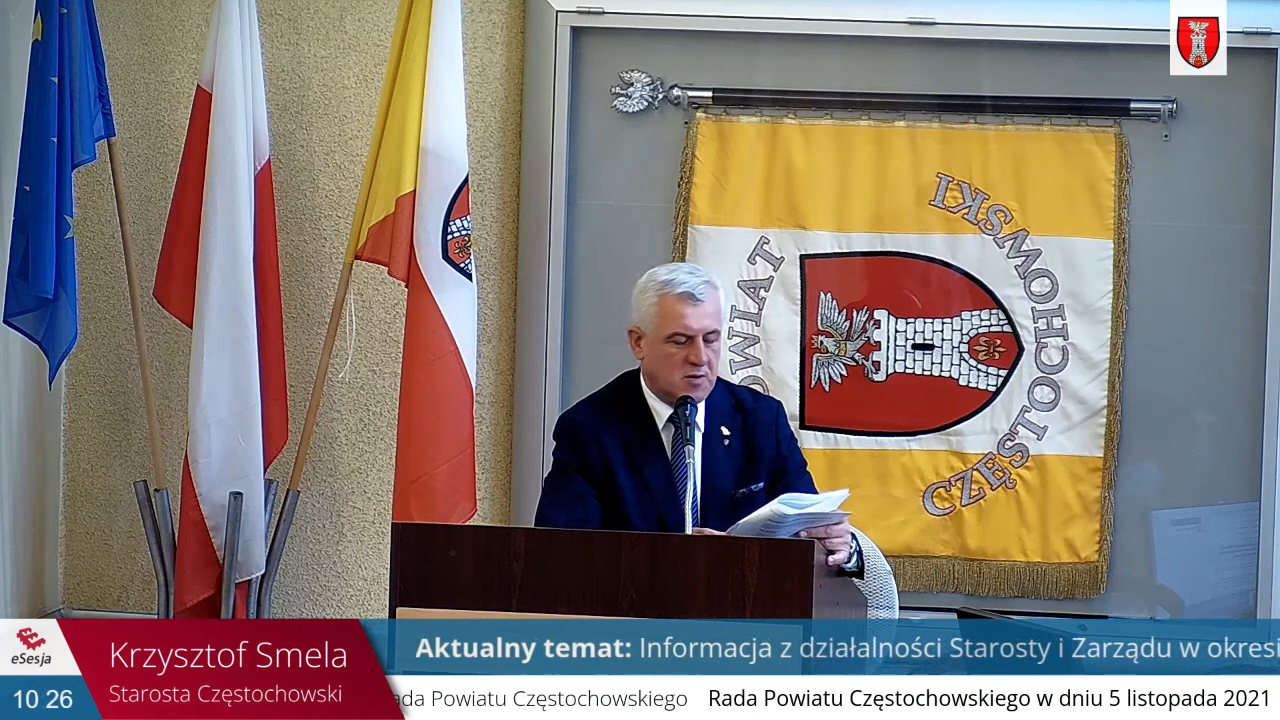 POWIAT
CZĘSTOCHOWSKI
eSesja
10 26
Krzysztof Smela
Starosta Częstochowski
Aktualny temat: Informacja z działalności Starosty i Zarządu w okresi
Rada Powiatu Częstochowskiego
Rada Powiatu Częstochowskiego w dniu 5 listopada 2021